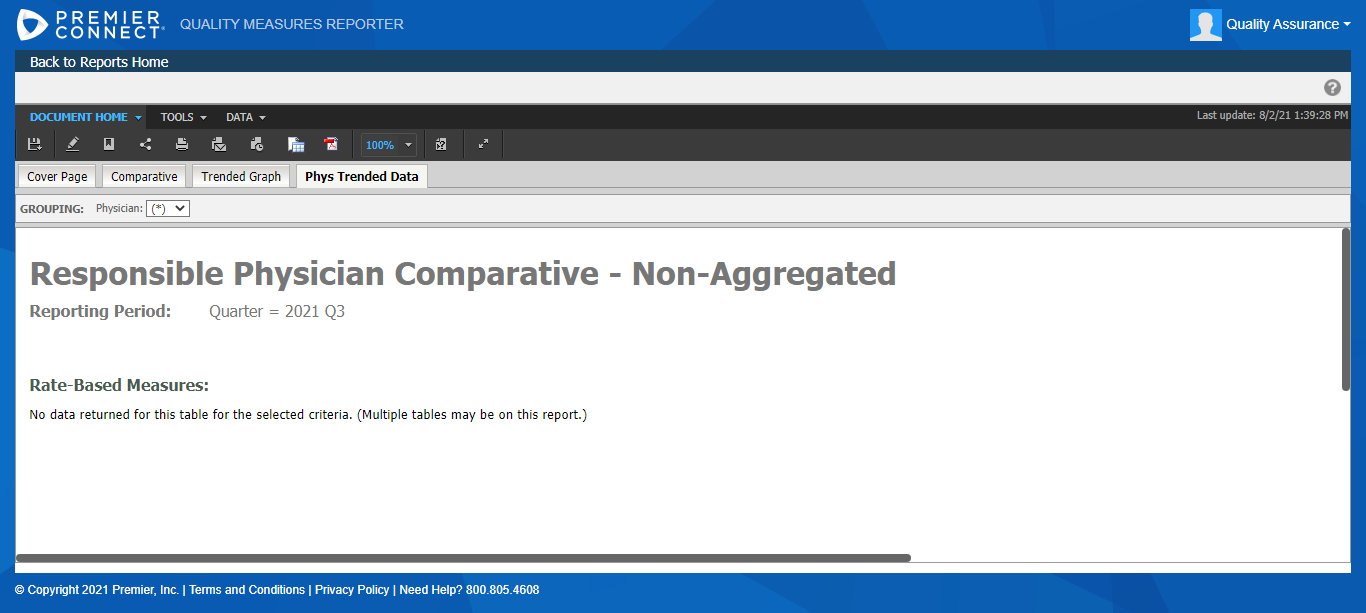 PREMIER CONNECT QUALITY MEASURES REPORTER Quality Assurance
Back to Reports Home
?
DOCUMENT HOME TOOLS DATA Last update: 8/2/21 1:39:28 PM
100%
Cover Page Comparative Trended Graph Phys Trended Data
GROUPING: Physician: (*)
Responsible Physician Comparative - Non-Aggregated
Reporting Period: Quarter = 2021 Q3
Rate-Based Measures:
No data returned for this table for the selected criteria. (Multiple tables may be on this report.)
© Copyright 2021 Premier, Inc. | Terms and Conditions | Privacy Policy | Need Help? 800.805.4608